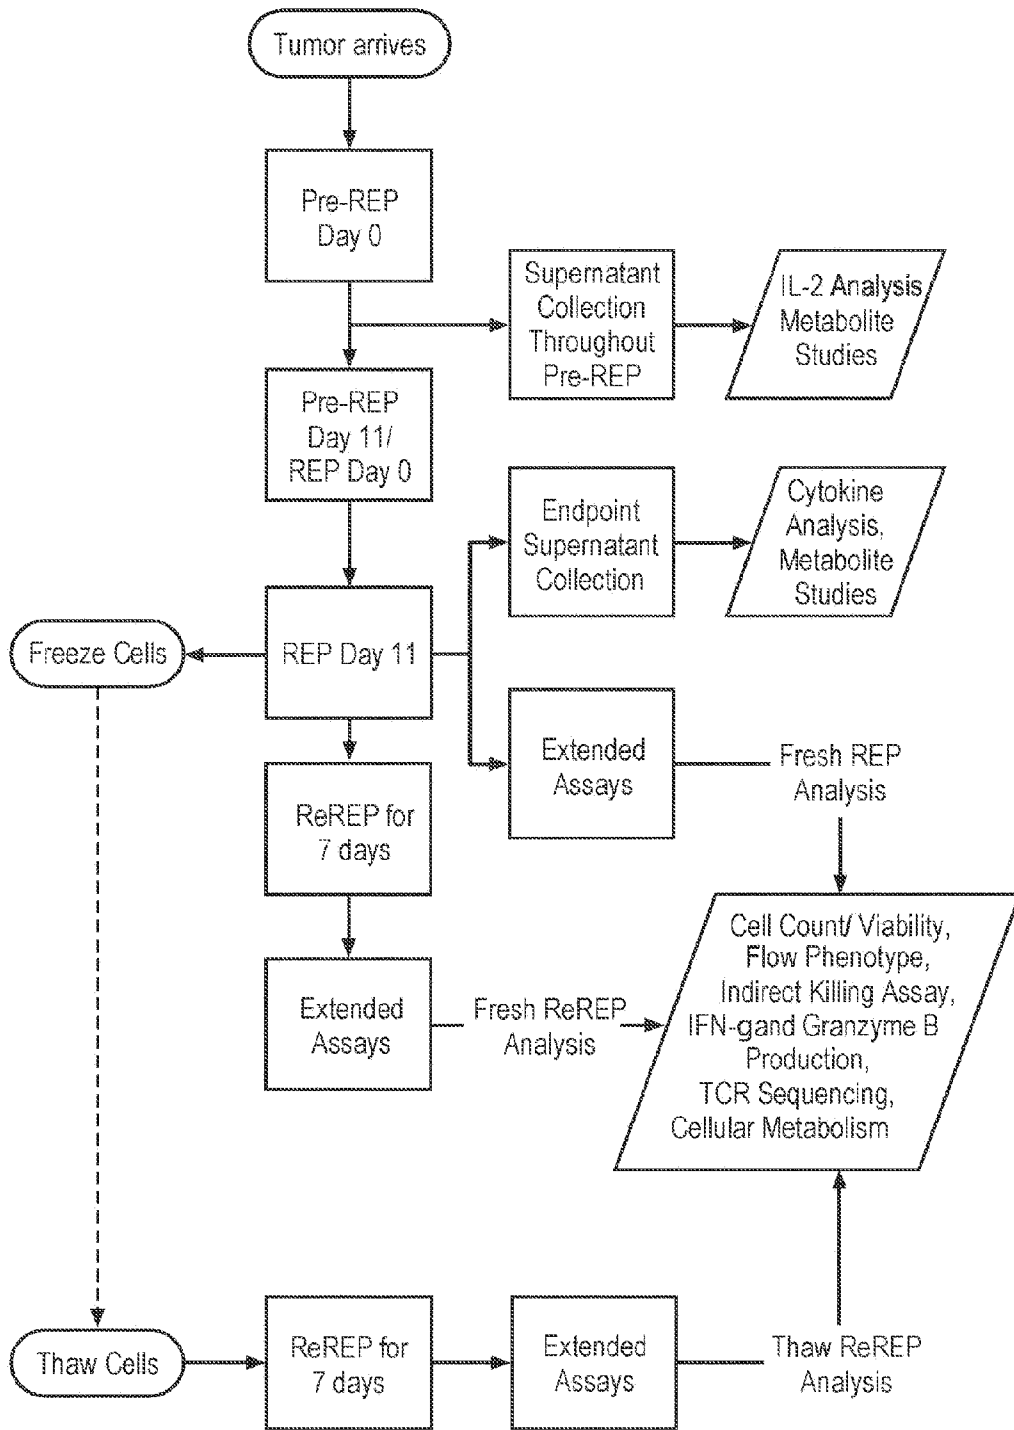 Tumor arrives
Pre-REP
Day 0
Supernatant
Collection
Throughout
Pre-REP
IL-2 Analysis
Metabolite
Studies
Pre-REP
Day 11/
REP Day 0
Endpoint
Supernatant
Collection
Cytokine
Analysis,
Metabolite
Studies
Freeze Cells
REP Day 11
Extended
Assays
Fresh REP
Analysis
ReREP for
7 days
Extended
Assays
Fresh ReREP
Analysis
Cell Count/ Viability,
Flow Phenotype,
Indirect Killing Assay,
IFN-gand Granzyme B
Production,
TCR Sequencing,
Cellular Metabolism
Thaw Cells
ReREP for
7 days
Extended
Assays
Thaw ReREP
Analysis